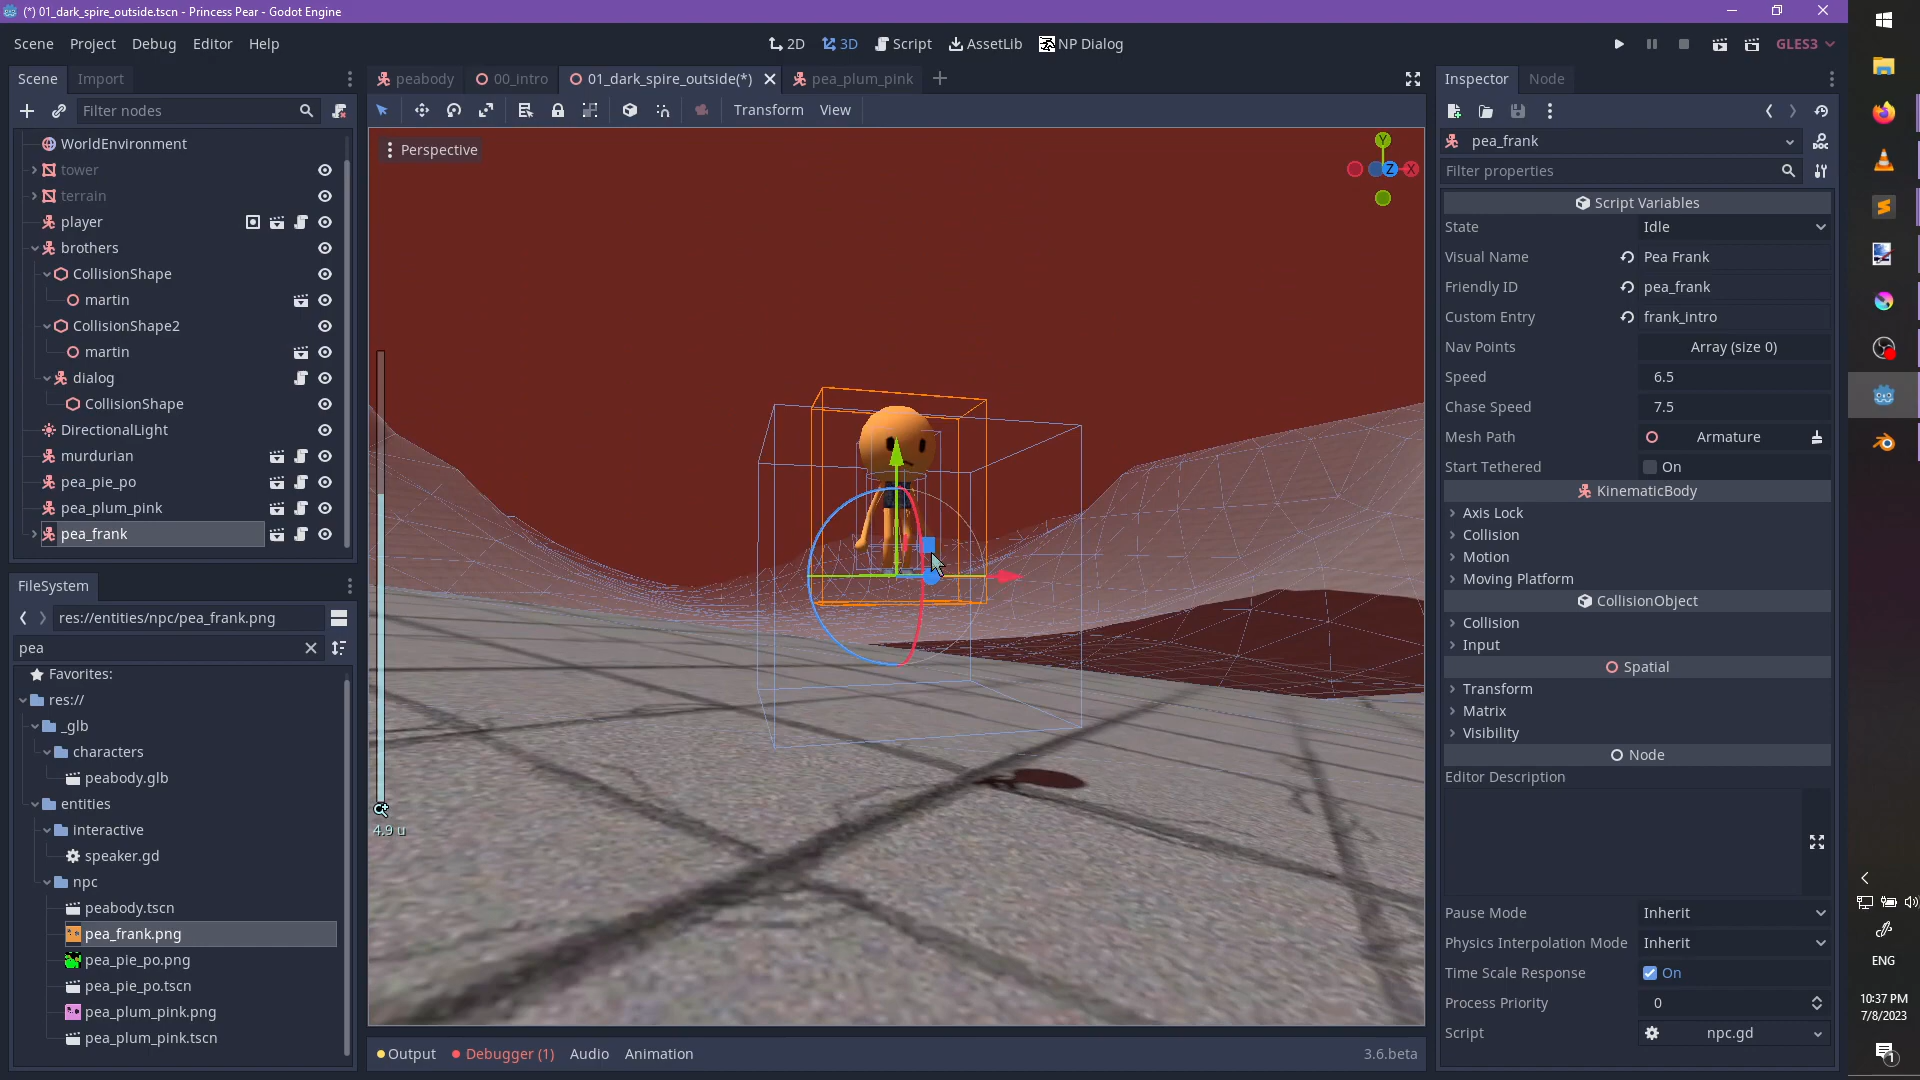 (*) 01_dark_spire_outside.tscn - Princess Pear - Godot Engine
Scene Project Debug Editor Help
2D 3D Script AssetLib NP Dialog
GLES3
Scene Import
Filter nodes
WorldEnvironment
tower
terrain
player
brothers
CollisionShape
martin
CollisionShape2
martin
dialog
CollisionShape
DirectionalLight
murdurian
pea_pie_po
pea_plum_pink
pea_frank
FileSystem
res://entities/npc/pea_frank.png
pea
Favorites:
res://
_glb
characters
peabody.glb
entities
interactive
speaker.gd
npc
peabody.tscn
pea_frank.png
pea_pie_po.png
pea_pie_po.tscn
pea_plum_pink.png
pea_plum_pink.tscn
peabody 00_intro 01_dark_spire_outside(*) pea_plum_pink
Transform View
Perspective
Y
Z X
4.9 u
Output Debugger (1) Audio Animation 3.6.beta
Inspector Node
pea_frank
Filter properties
Script Variables
State Idle
Visual Name Pea Frank
Friendly ID pea_frank
Custom Entry frank_intro
Nav Points Array (size 0)
Speed 6.5
Chase Speed 7.5
Mesh Path Armature
Start Tethered On
KinematicBody
Axis Lock
Collision
Motion
Moving Platform
CollisionObject
Collision
Input
Spatial
Transform
Matrix
Visibility
Node
Editor Description
Pause Mode Inherit
Physics Interpolation Mode Inherit
Time Scale Response On
Process Priority 0
Script npc.gd
ENG
10:37 PM
7/8/2023
1